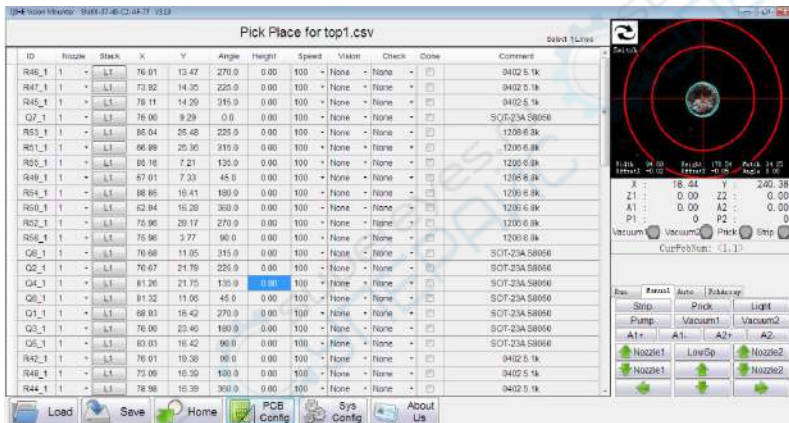 Pick Place for top1.csv
Select 1Lines
ID Nozzle Stack X Y Angle Height Speed Vision Check Done Comment
R46_1 1 L1 76.01 13.47 270.0 0.00 100 None None 0402 5.1k
R47_1 1 L1 73.92 14.35 225.0 0.00 100 None None 0402 5.1k
R45_1 1 L1 78.11 14.29 315.0 0.00 100 None None 0402 5.1k
Q7_1 1 L1 76.00 9.29 0.0 0.00 100 None None SOT-23A S8050
R53_1 1 L1 85.04 25.48 225.0 0.00 100 None None 1206 6.8k
R51_1 1 L1 66.89 25.36 315.0 0.00 100 None None 1206 6.8k
R55_1 1 L1 85.16 7.21 135.0 0.00 100 None None 1206 6.8k
R49_1 1 L1 67.01 7.33 45.0 0.00 100 None None 1206 6.8k
R54_1 1 L1 88.85 16.41 180.0 0.00 100 None None 1206 6.8k
R50_1 1 L1 62.94 16.28 360.0 0.00 100 None None 1206 6.8k
R52_1 1 L1 75.86 29.17 270.0 0.00 100 None None 1206 6.8k
R56_1 1 L1 75.96 3.77 90.0 0.00 100 None None 1206 6.8k
Q8_1 1 L1 70.68 11.05 315.0 0.00 100 None None SOT-23A S8050
Q2_1 1 L1 70.67 21.79 225.0 0.00 100 None None SOT-23A S8050
Q4_1 1 L1 81.20 21.75 135.0 0.00 100 None None SOT-23A S8050
Q6_1 1 L1 81.32 11.06 45.0 0.00 100 None None SOT-23A S8050
Q1_1 1 L1 68.93 16.42 270.0 0.00 100 None None SOT-23A S8050
Q3_1 1 L1 76.00 23.46 180.0 0.00 100 None None SOT-23A S8050
Q5_1 1 L1 83.03 16.42 90.0 0.00 100 None None SOT-23A S8050
R42_1 1 L1 76.01 19.38 90.0 0.00 100 None None 0402 5.1k
R48_1 1 L1 73.09 16.39 180.0 0.00 100 None None 0402 5.1k
R44_1 1 L1 78.98 16.39 360.0 0.00 100 None None 0402 5.1k
Switch
X : 16.44 Y : 240.38
Z1 : 0.00 Z2 : 0.00
A1 : 0.00 A2 : 0.00
P1 : 0 P2 : 0
Vacuum1 Vacuum2 Prick Strip
CurPcbNum: <1,1>
Run Manual Auto PcbArray
Strip Prick Light
Pump Vacuum1 Vacuum2
A1+ A1- A2+ A2-
Nozzle1 LowSp Nozzle2
Nozzle1 Nozzle2
Load Save Home PCB Config Sys Config About Us